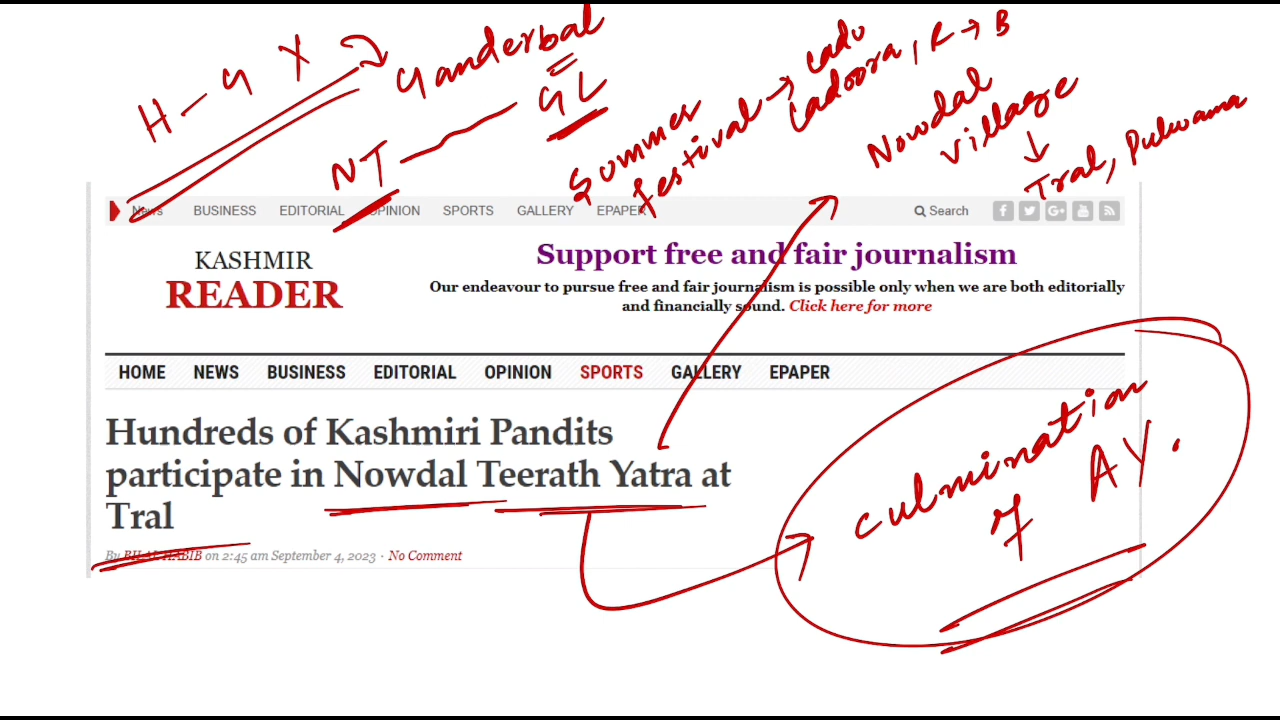 H-G X
Ganderbal
GL
NT
Summer
festival → Ladu
Ladoora, R → B
Nowdal
village
Tral, Pulwama
News BUSINESS EDITORIAL OPINION SPORTS GALLERY EPAPER Search
KASHMIR
READER
Support free and fair journalism
Our endeavour to pursue free and fair journalism is possible only when we are both editorially
and financially sound. Click here for more
HOME NEWS BUSINESS EDITORIAL OPINION SPORTS GALLERY EPAPER
Hundreds of Kashmiri Pandits
participate in Nowdal Teerath Yatra at
Tral
By BILAL HABIB on 2:45 am September 4, 2023 · No Comment
culmination
of AY.